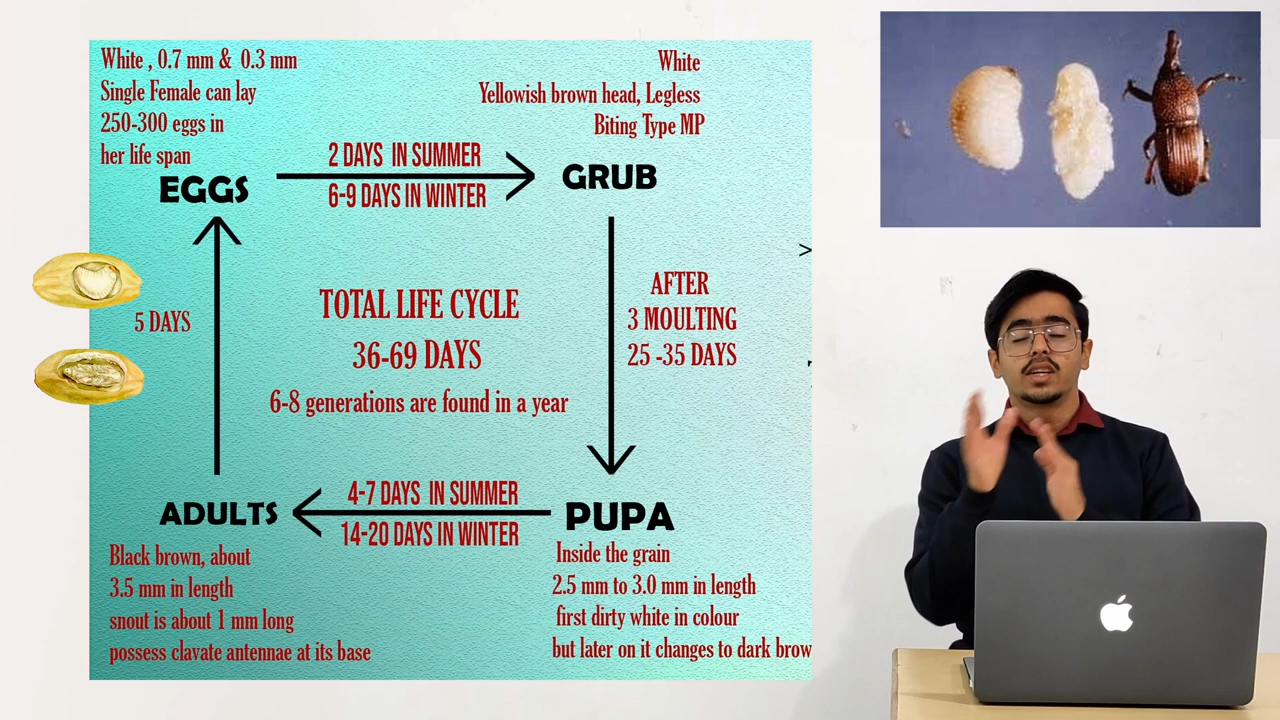 White , 0.7 mm & 0.3 mm
Single Female can lay
250-300 eggs in
her life span
EGGS
2 DAYS IN SUMMER
6-9 DAYS IN WINTER
White
Yellowish brown head, Legless
Biting Type MP
GRUB
>
5 DAYS
TOTAL LIFE CYCLE
36-69 DAYS
6-8 generations are found in a year
AFTER
3 MOULTING
25 -35 DAYS
ADULTS
4-7 DAYS IN SUMMER
14-20 DAYS IN WINTER
PUPA
Black brown, about
3.5 mm in length
snout is about 1 mm long
possess clavate antennae at its base
Inside the grain
2.5 mm to 3.0 mm in length
first dirty white in colour
but later on it changes to dark brow